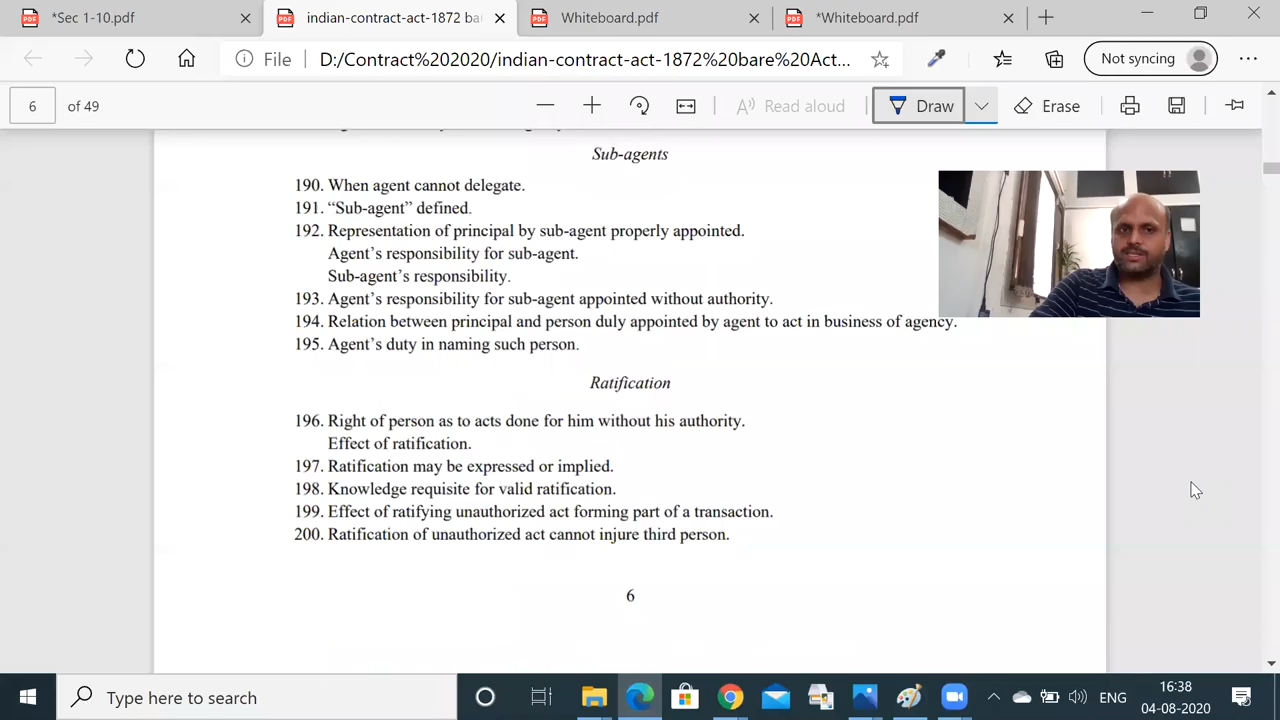 *Sec 1-10.pdf
indian-contract-act-1872 ba
Whiteboard.pdf
*Whiteboard.pdf
File
D:/Contract%202020/indian-contract-act-1872%20bare%20Act...
Not syncing
6
of 49
Read aloud
Draw
Erase
Sub-agents
190. When agent cannot delegate.
191. “Sub-agent” defined.
192. Representation of principal by sub-agent properly appointed.
Agent’s responsibility for sub-agent.
Sub-agent’s responsibility.
193. Agent’s responsibility for sub-agent appointed without authority.
194. Relation between principal and person duly appointed by agent to act in business of agency.
195. Agent’s duty in naming such person.
Ratification
196. Right of person as to acts done for him without his authority.
Effect of ratification.
197. Ratification may be expressed or implied.
198. Knowledge requisite for valid ratification.
199. Effect of ratifying unauthorized act forming part of a transaction.
200. Ratification of unauthorized act cannot injure third person.
6
Type here to search
ENG
16:38
04-08-2020